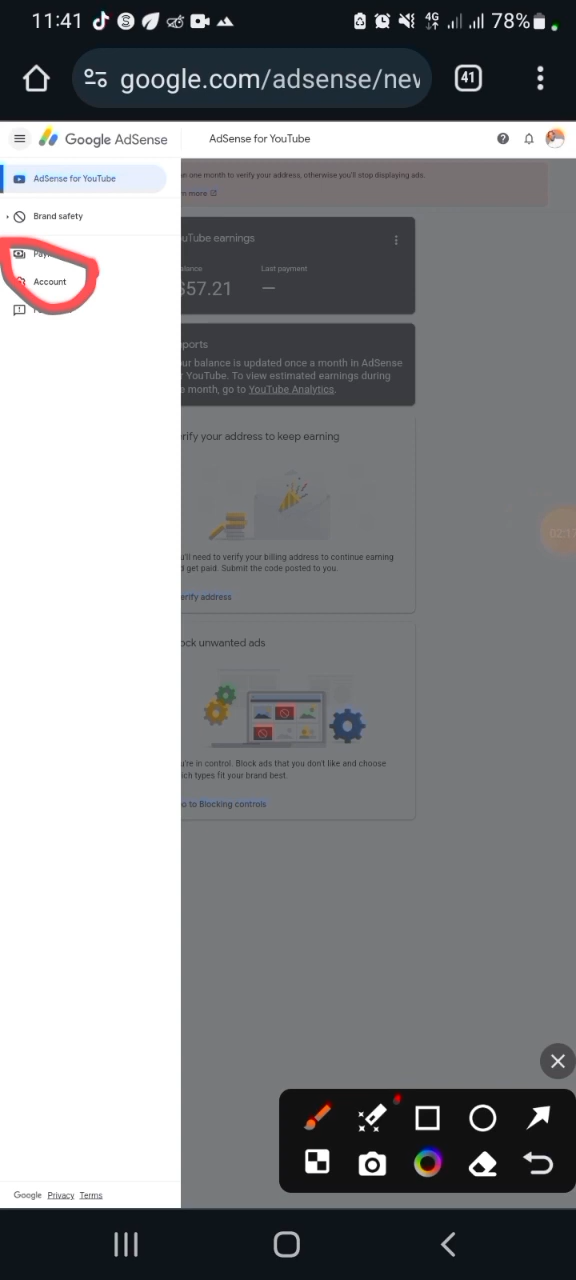 11:41
4G
78%
google.com/adsense/nev
41
Google AdSense
AdSense for YouTube
AdSense for YouTube
one month to verify your address, otherwise you'll stop displaying ads.
more
Brand safety
Account
uTube earnings
alance
Last payment
$57.21
—
ports
ur balance is updated once a month in AdSense
YouTube. To view estimated earnings during
e month, go to YouTube Analytics.
rify your address to keep earning
u'll need to verify your billing address to continue earning
d get paid. Submit the code posted to you.
erify address
02:1
ock unwanted ads
u're in control. Block ads that you don't like and choose
ich types fit your brand best.
o to Blocking controls
Google Privacy Terms